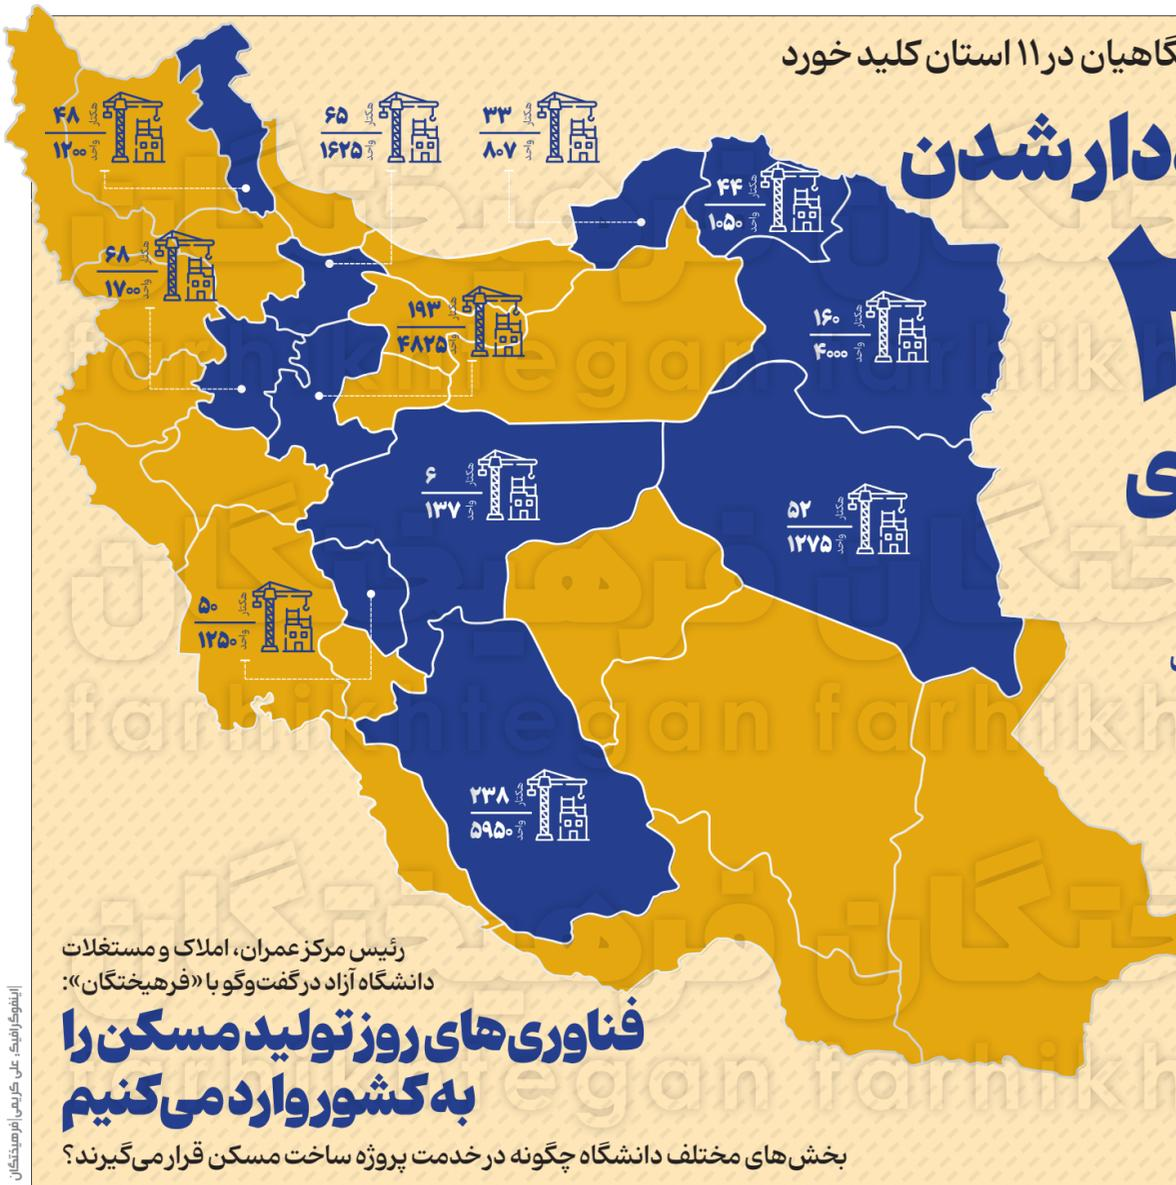 گاهیان در ۱۱ استان کلید خورد
دار شدن
ی
۴۸ هکتار
۱۲۰۰ واحد
۶۵ هکتار
۱۶۲۵ واحد
۳۳ هکتار
۸۰۷ واحد
۴۴ هکتار
۱۰۵۰ واحد
۶۸ هکتار
۱۷۰۰ واحد
۱۹۳ هکتار
۴۸۲۵ واحد
۱۶۰ هکتار
۴۰۰۰ واحد
۶ هکتار
۱۳۷ واحد
۵۲ هکتار
۱۲۷۵ واحد
۵۰ هکتار
۱۲۵۰ واحد
۲۳۸ هکتار
۵۹۵۰ واحد
رئیس مرکز عمران، املاک و مستغلات
دانشگاه آزاد در گفت‌وگو با «فرهیختگان»:
فناوری‌های روز تولید مسکن را
به کشور وارد می‌کنیم
بخش‌های مختلف دانشگاه چگونه در خدمت پروژه ساخت مسکن قرار می‌گیرند؟
اینفوگرافیک: علی کریمی | فرهیختگان
فرهیختگان
farhikhtegan